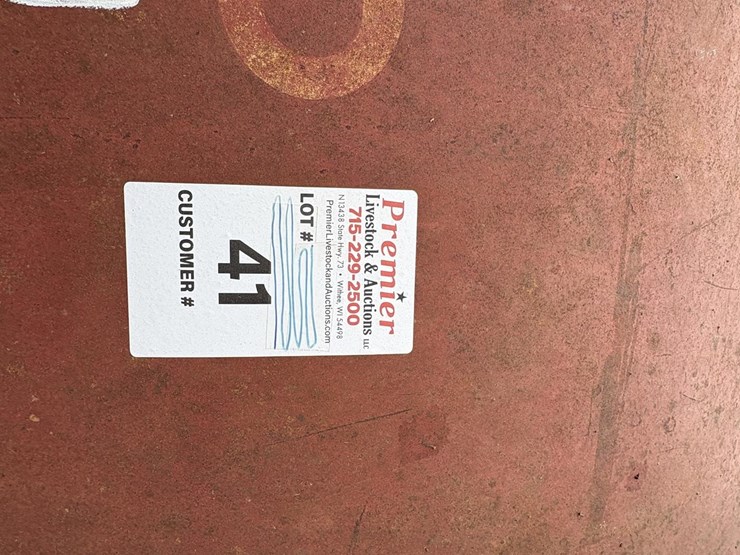 Premier
Livestock & Auctions LLC
715-229-2500
N13438 State Hwy. 73 • Withee, WI 54498
PremierLivestockandAuctions.com
LOT #
41
CUSTOMER #